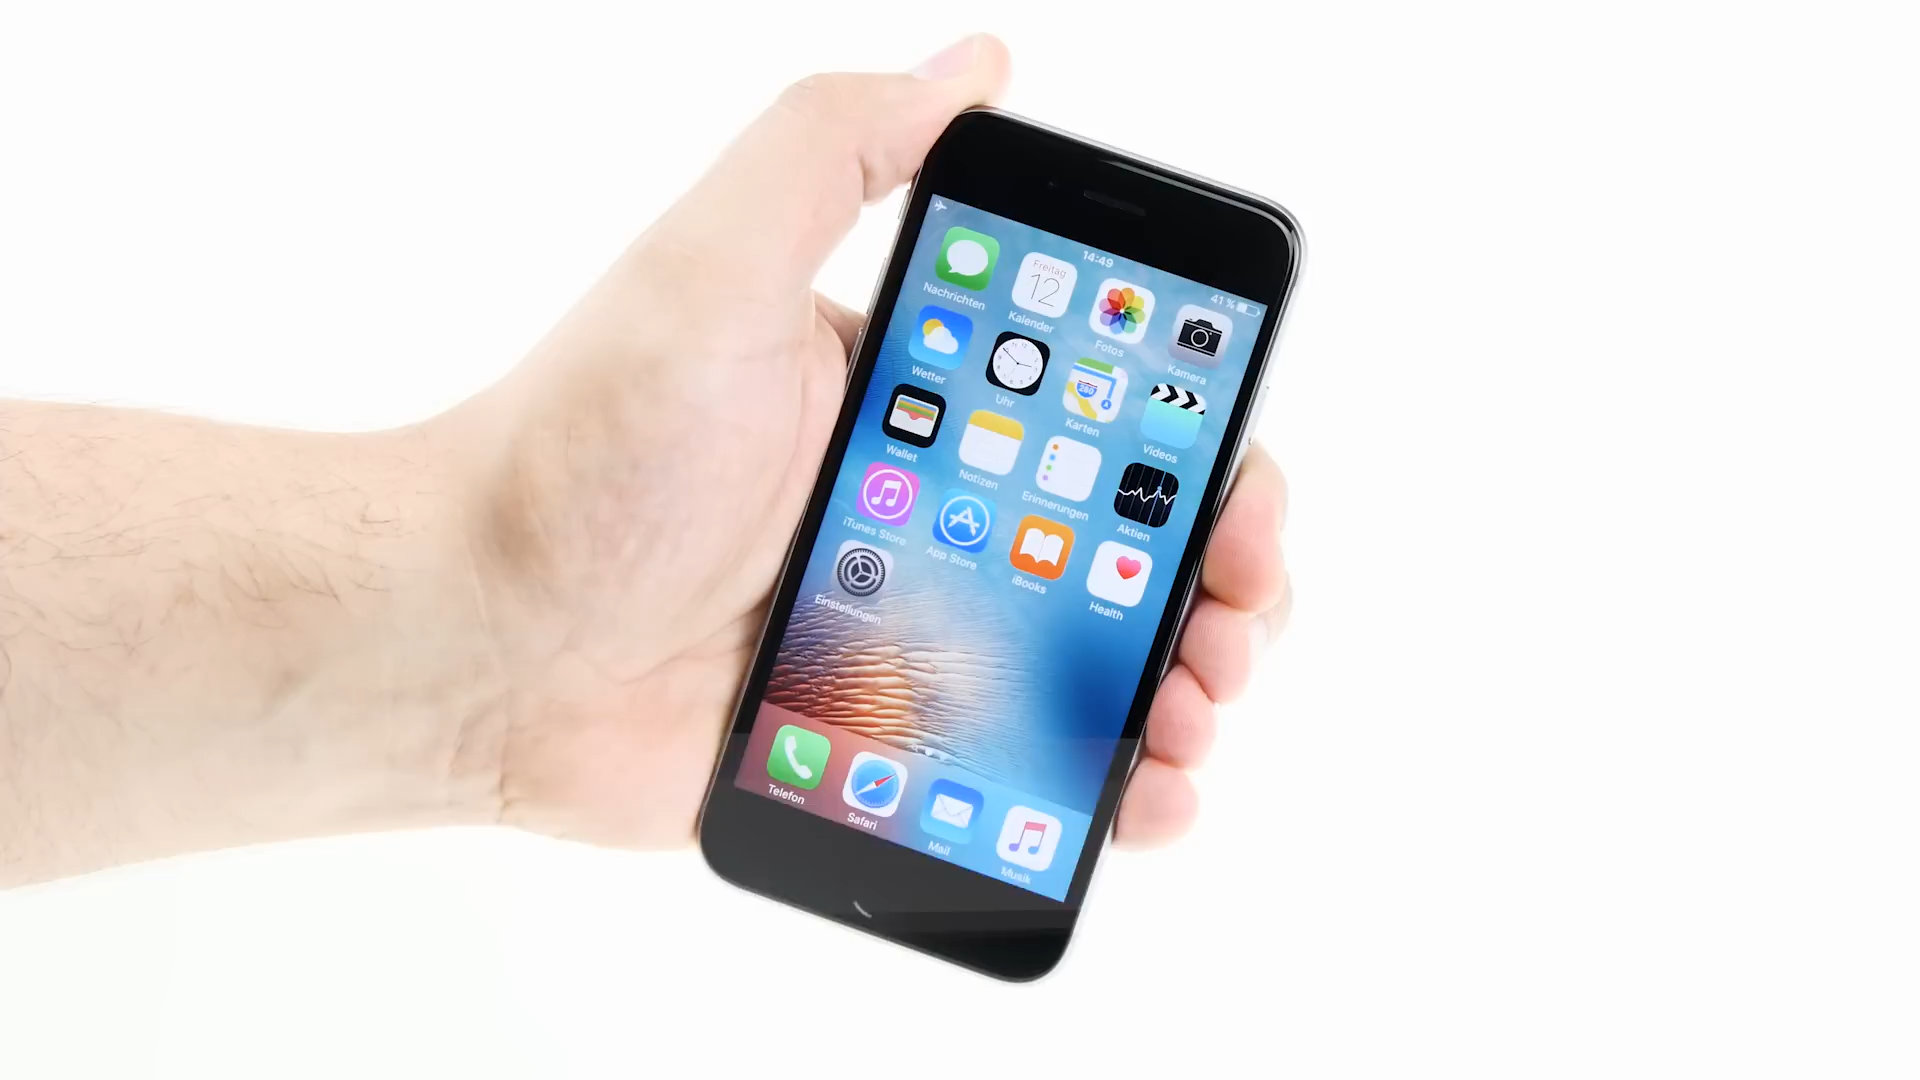 14:49
41 %
Freitag
12
Nachrichten
Kalender
Fotos
Kamera
Wetter
Uhr
280
Karten
Videos
Wallet
Notizen
Erinnerungen
Aktien
iTunes Store
App Store
iBooks
Health
Einstellungen
Telefon
Safari
Mail
Musik